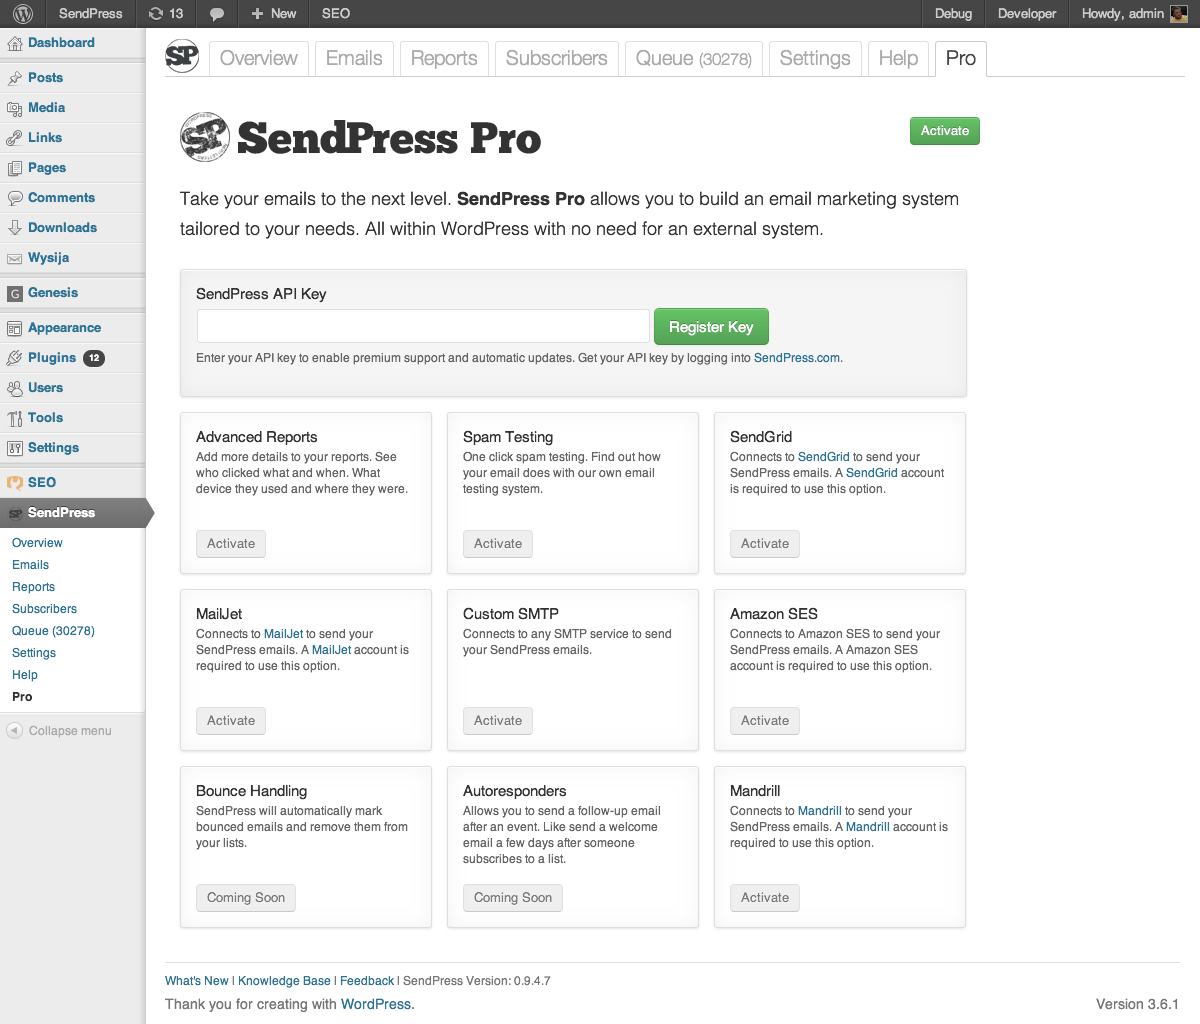 SendPress 13 New SEO Debug Developer Howdy, admin
Dashboard
Posts
Media
Links
Pages
Comments
Downloads
Wysija
G Genesis
Appearance
Plugins 12
Users
Tools
Settings
SEO
SP SendPress
Overview
Emails
Reports
Subscribers
Queue (30278)
Settings
Help
Pro
Collapse menu
SP Overview Emails Reports Subscribers Queue (30278) Settings Help Pro
SP SendPress Pro
Activate
Take your emails to the next level. SendPress Pro allows you to build an email marketing system
tailored to your needs. All within WordPress with no need for an external system.
SendPress API Key
Register Key
Enter your API key to enable premium support and automatic updates. Get your API key by logging into SendPress.com.
Advanced Reports
Add more details to your reports. See
who clicked what and when. What
device they used and where they were.
Activate
Spam Testing
One click spam testing. Find out how
your email does with our own email
testing system.
Activate
SendGrid
Connects to SendGrid to send your
SendPress emails. A SendGrid account
is required to use this option.
Activate
MailJet
Connects to MailJet to send your
SendPress emails. A MailJet account is
required to use this option.
Activate
Custom SMTP
Connects to any SMTP service to send
your SendPress emails.
Activate
Amazon SES
Connects to Amazon SES to send your
SendPress emails. A Amazon SES
account is required to use this option.
Activate
Bounce Handling
SendPress will automatically mark
bounced emails and remove them from
your lists.
Coming Soon
Autoresponders
Allows you to send a follow-up email
after an event. Like send a welcome
email a few days after someone
subscribes to a list.
Coming Soon
Mandrill
Connects to Mandrill to send your
SendPress emails. A Mandrill account is
required to use this option.
Activate
What's New | Knowledge Base | Feedback | SendPress Version: 0.9.4.7
Thank you for creating with WordPress.
Version 3.6.1